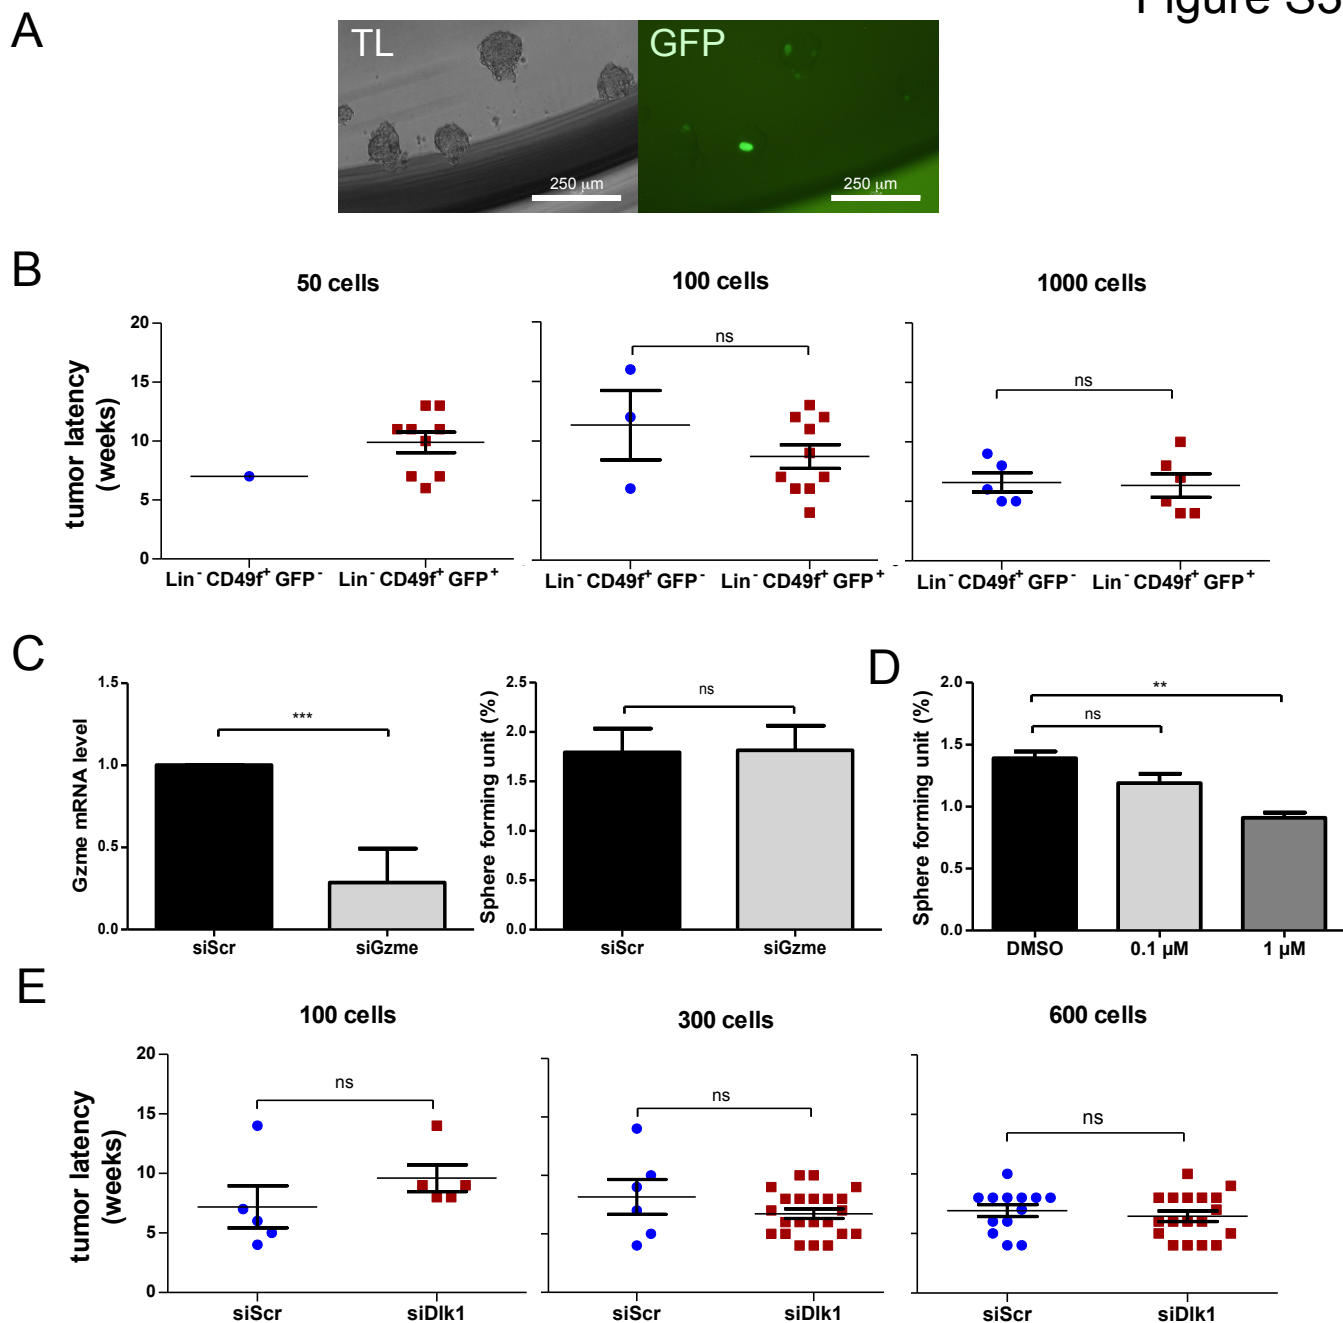 Figure S5
A
TL
GFP
250 µm
250 µm
B
50 cells
100 cells
1000 cells
tumor latency
(weeks)
20
15
10
5
0
ns
ns
Lin⁻ CD49f⁺ GFP⁻
Lin⁻ CD49f⁺ GFP⁺
Lin⁻ CD49f⁺ GFP⁻
Lin⁻ CD49f⁺ GFP⁺
Lin⁻ CD49f⁺ GFP⁻
Lin⁻ CD49f⁺ GFP⁺
C
Gzme mRNA level
1.5
1.0
0.5
0.0
***
siScr
siGzme
Sphere forming unit (%)
2.5
2.0
1.5
1.0
0.5
0.0
ns
siScr
siGzme
D
Sphere forming unit (%)
2.0
1.5
1.0
0.5
0.0
**
ns
DMSO
0.1 µM
1 µM
E
100 cells
300 cells
600 cells
tumor latency
(weeks)
20
15
10
5
0
ns
ns
ns
siScr
siDlk1
siScr
siDlk1
siScr
siDlk1